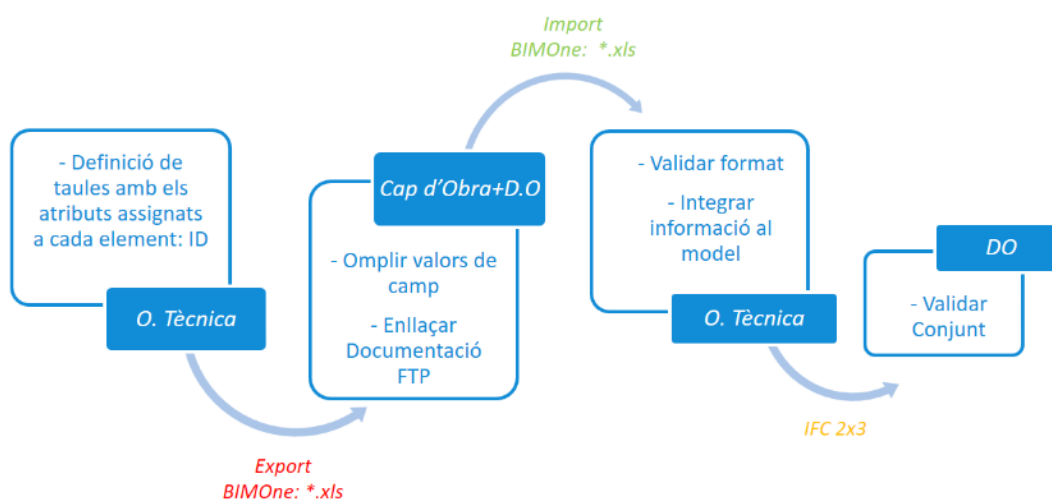 - Definició de
taules amb els
atributs assignats
a cada element: ID
O. Tècnica
Export
BIMOne: *.xls
Cap d'Obra+D.O
- Omplir valors de
camp
- Enllaçar
Documentació
FTP
Import
BIMOne:  *.xls
- Validar format
- Integrar
informació al
model
O. Tècnica
IFC 2x3
DO
- Validar
Conjunt